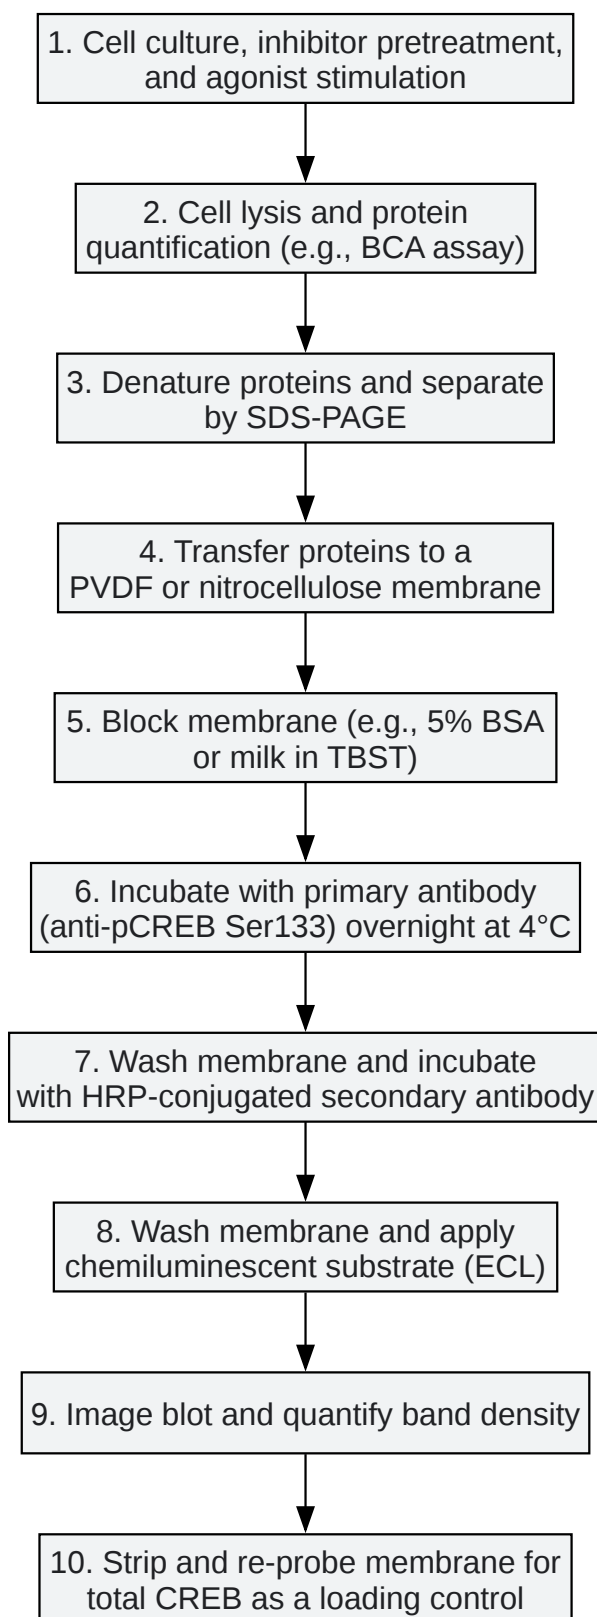 1. Cell culture, inhibitor pretreatment,
and agonist stimulation
2. Cell lysis and protein
quantification (e.g., BCA assay)
3. Denature proteins and separate
by SDS-PAGE
4. Transfer proteins to a
PVDF or nitrocellulose membrane
5. Block membrane (e.g., 5% BSA
or milk in TBST)
6. Incubate with primary antibody
(anti-pCREB Ser133) overnight at 4°C
7. Wash membrane and incubate
with HRP-conjugated secondary antibody
8. Wash membrane and apply
chemiluminescent substrate (ECL)
9. Image blot and quantify band density
10. Strip and re-probe membrane for
total CREB as a loading control